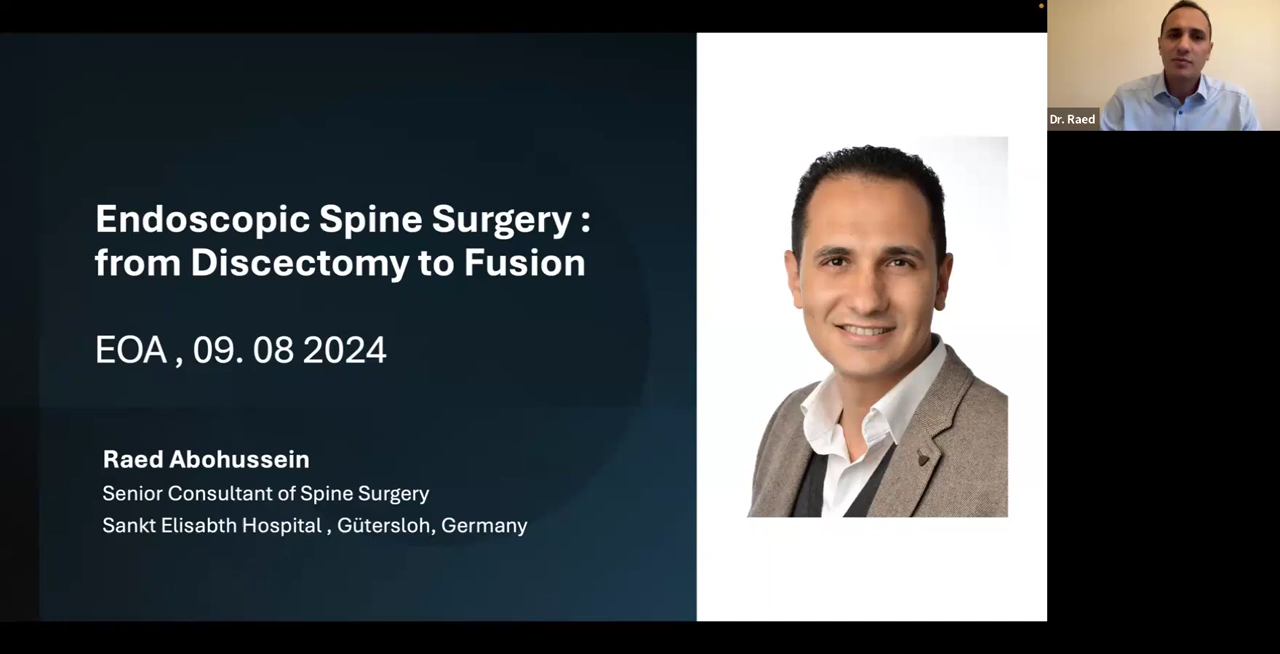 Endoscopic Spine Surgery :
from Discectomy to Fusion
EOA , 09. 08 2024
Raed Abohussein
Senior Consultant of Spine Surgery
Sankt Elisabth Hospital , Gütersloh, Germany
Dr. Raed